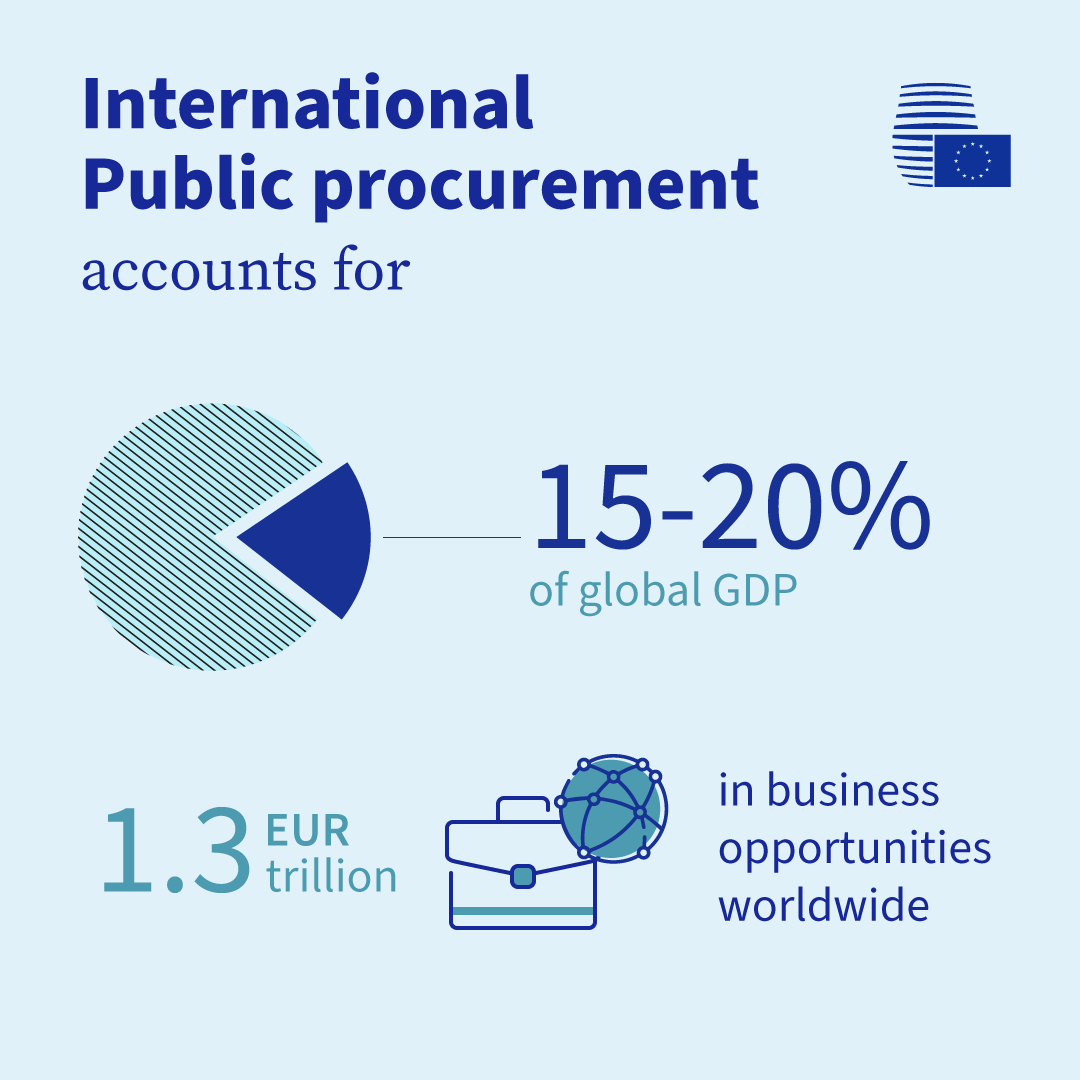 International
Public procurement
accounts for
15-20%
of global GDP
1.3 EUR
trillion
in business
opportunities
worldwide